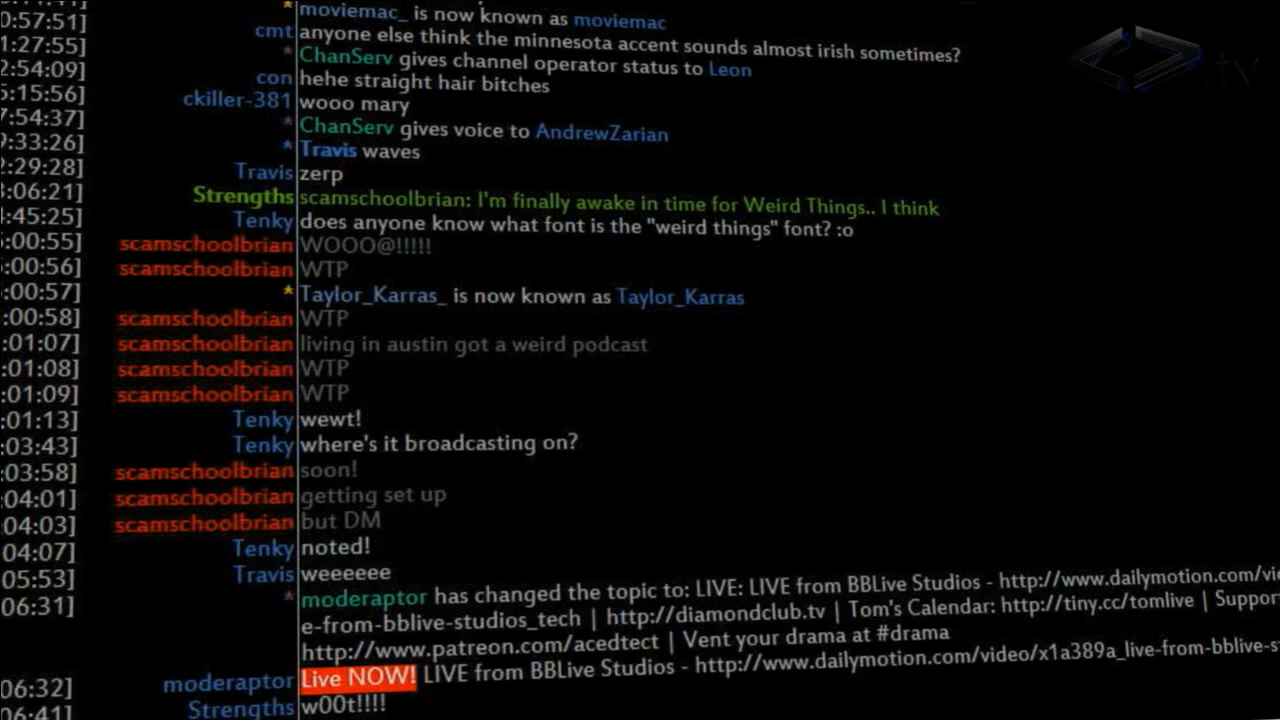 0:57:51] * moviemac_ is now known as moviemac
1:27:55] cmt anyone else think the minnesota accent sounds almost irish sometimes?
2:54:09] * ChanServ gives channel operator status to Leon
5:15:56] con hehe straight hair bitches
7:54:37] ckiller-381 wooo mary
9:33:26] * ChanServ gives voice to AndrewZarian
2:29:28] * Travis waves
3:06:21] Travis zerp
4:45:25] Strengths scamschoolbrian: I'm finally awake in time for Weird Things.. I think
:00:55] Tenky does anyone know what font is the "weird things" font? :o
:00:56] scamschoolbrian WOOO@!!!!!
:00:57] scamschoolbrian WTP
:00:58] * Taylor_Karras_ is now known as Taylor_Karras
:01:07] scamschoolbrian WTP
:01:08] scamschoolbrian living in austin got a weird podcast
:01:09] scamschoolbrian WTP
:01:13] scamschoolbrian WTP
:03:43] Tenky wewt!
:03:58] Tenky where's it broadcasting on?
:04:01] scamschoolbrian soon!
:04:03] scamschoolbrian getting set up
04:07] scamschoolbrian but DM
05:53] Tenky noted!
06:31] Travis weeeeee
* moderaptor has changed the topic to: LIVE: LIVE from BBLive Studios - http://www.dailymotion.com/vi
e-from-bblive-studios_tech | http://diamondclub.tv | Tom's Calendar: http://tiny.cc/tomlive | Support
http://www.patreon.com/acedtect | Vent your drama at #drama
06:32] moderaptor Live NOW! LIVE from BBLive Studios - http://www.dailymotion.com/video/x1a389a_live-from-bblive-s
06:41] Strengths w00t!!!!
.tv